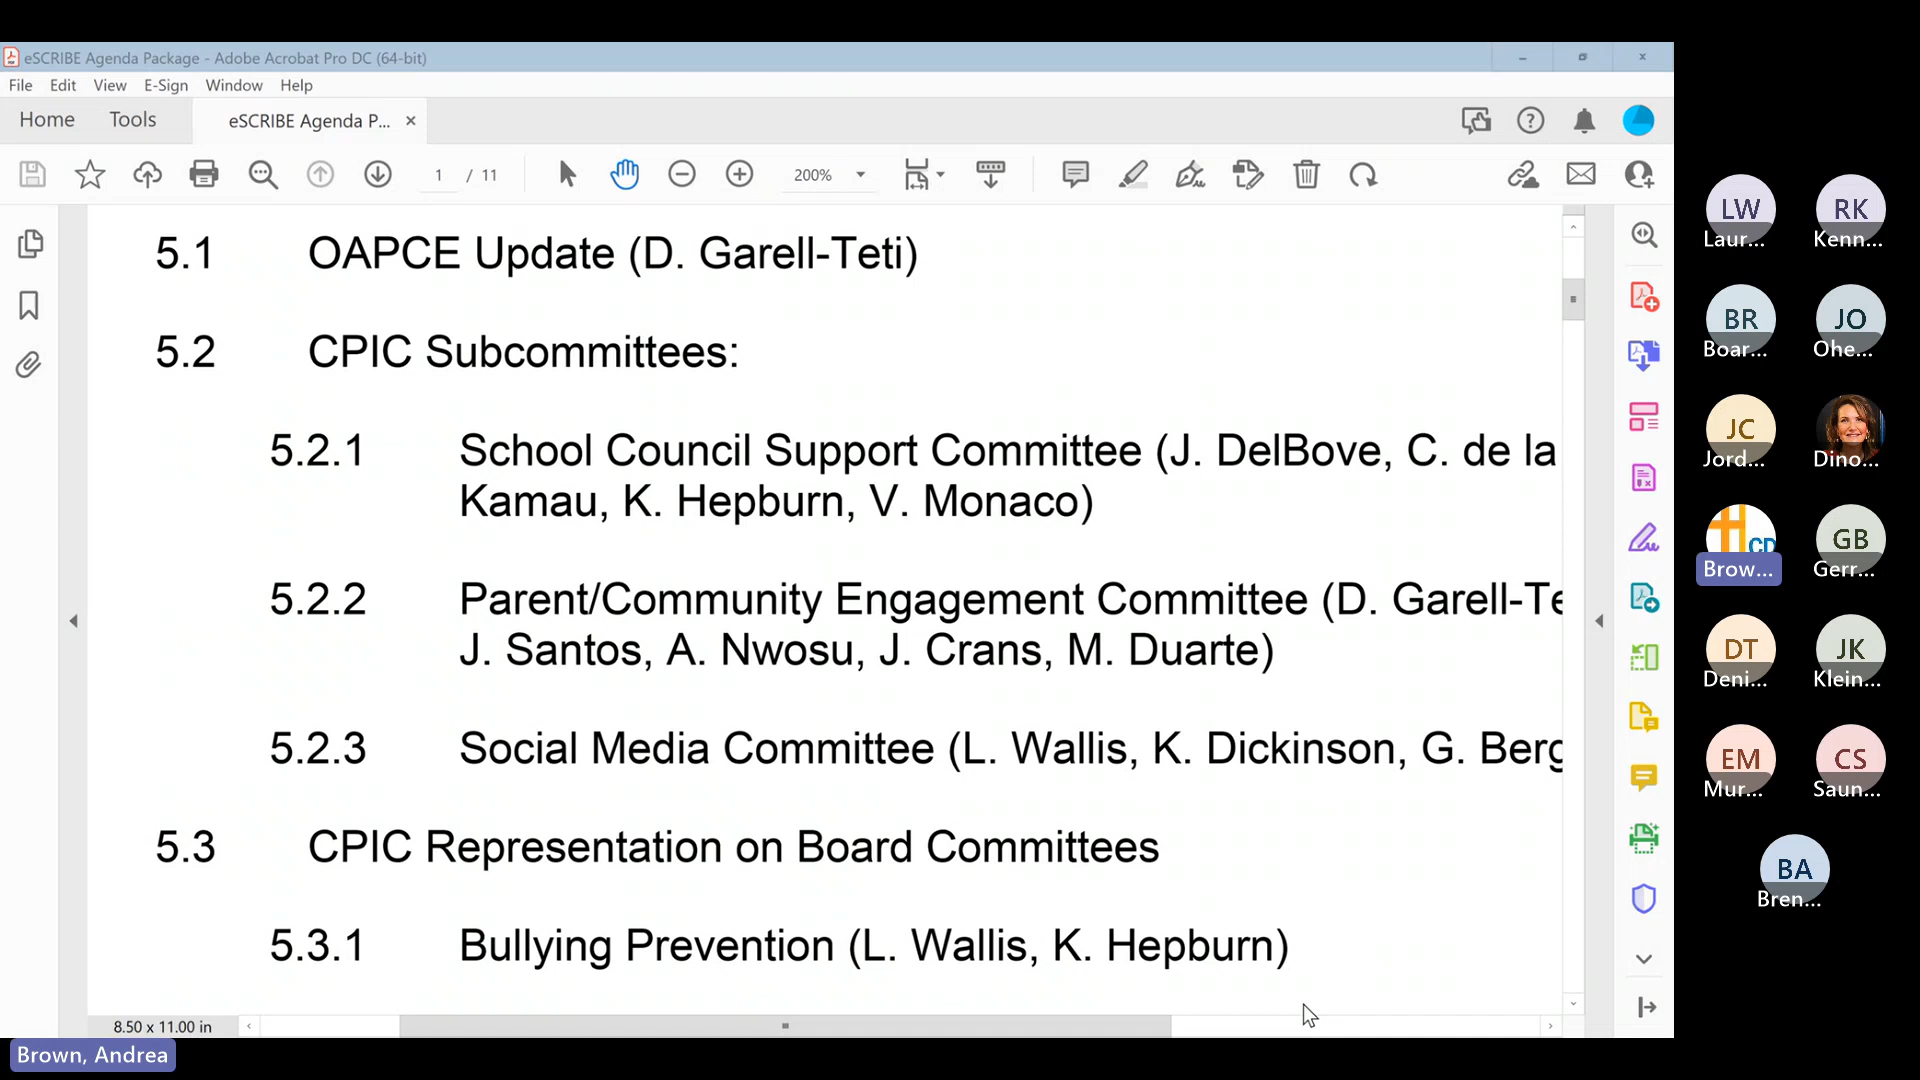 eSCRIBE Agenda Package - Adobe Acrobat Pro DC (64-bit)
File Edit View E-Sign Window Help
Home Tools eSCRIBE Agenda P...
1 / 11 200%
5.1 OAPCE Update (D. Garell-Teti)
5.2 CPIC Subcommittees:
5.2.1 School Council Support Committee (J. DelBove, C. de la
Kamau, K. Hepburn, V. Monaco)
5.2.2 Parent/Community Engagement Committee (D. Garell-Te
J. Santos, A. Nwosu, J. Crans, M. Duarte)
5.2.3 Social Media Committee (L. Wallis, K. Dickinson, G. Berg
5.3 CPIC Representation on Board Committees
5.3.1 Bullying Prevention (L. Wallis, K. Hepburn)
8.50 x 11.00 in
Brown, Andrea
LW RK
Laur... Kenn...
BR JO
Boar... Ohe...
JC
Jord... Dino...
CD GB
Brow... Gerr...
DT JK
Deni... Klein...
EM CS
Mur... Saun...
BA
Bren...